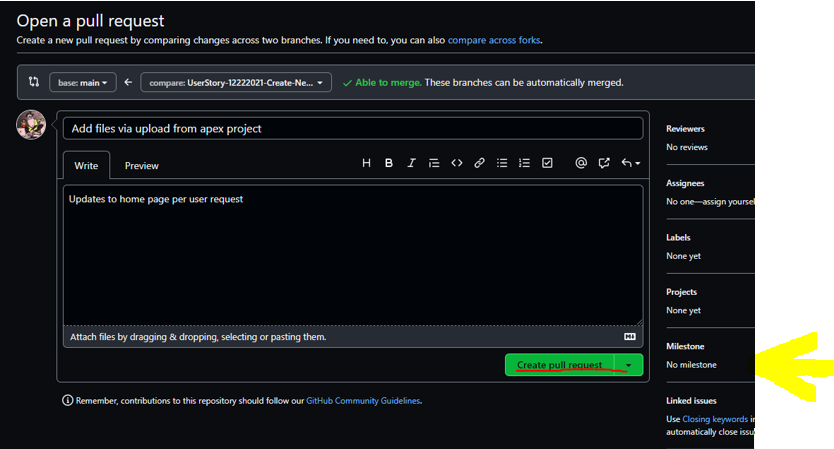 Open a pull request
Create a new pull request by comparing changes across two branches. If you need to, you can also compare across forks.
base: main
compare: UserStory-12222021-Create-Ne...
Able to merge. These branches can be automatically merged.
Add files via upload from apex project
Write
Preview
Updates to home page per user request
Attach files by dragging & dropping, selecting or pasting them.
Create pull request
Remember, contributions to this repository should follow our GitHub Community Guidelines.
Reviewers
No reviews
Assignees
No one—assign yourself
Labels
None yet
Projects
None yet
Milestone
No milestone
Linked issues
Use Closing keywords in
automatically close